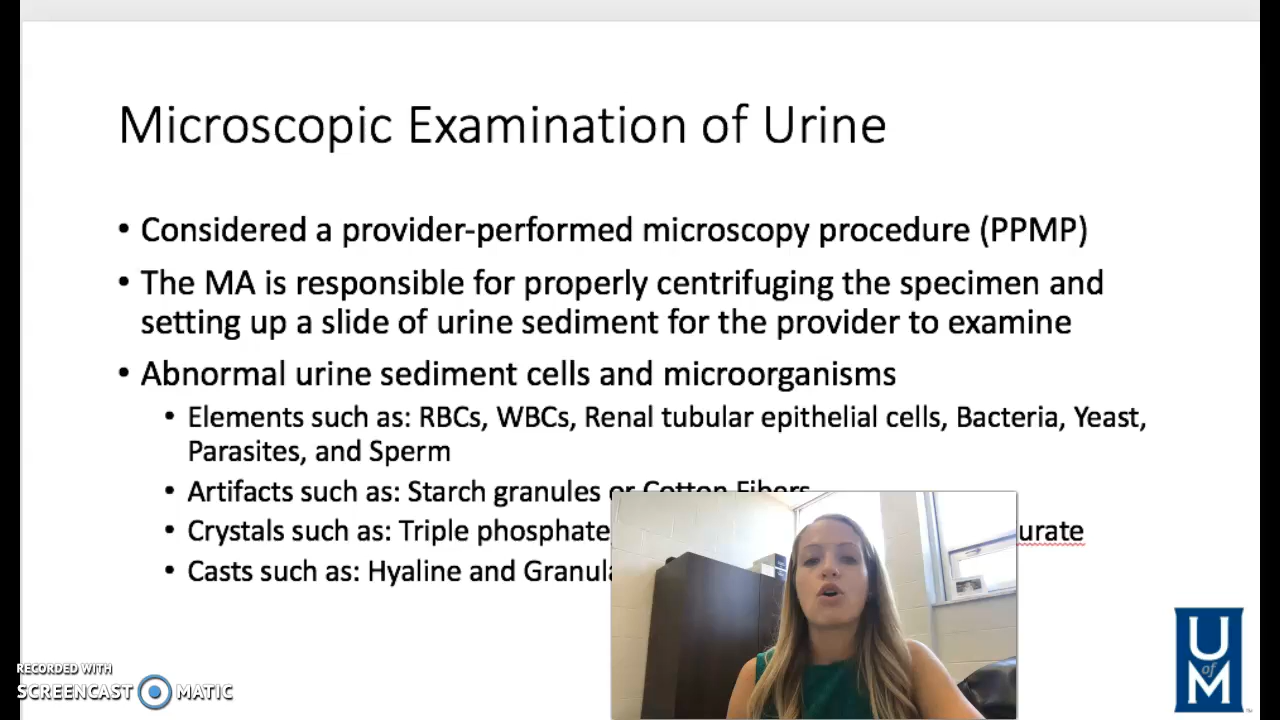 Microscopic Examination of Urine
• Considered a provider-performed microscopy procedure (PPMP)
• The MA is responsible for properly centrifuging the specimen and
setting up a slide of urine sediment for the provider to examine
• Abnormal urine sediment cells and microorganisms
• Elements such as: RBCs, WBCs, Renal tubular epithelial cells, Bacteria, Yeast,
Parasites, and Sperm
• Artifacts such as: Starch granules or Cotton Fibers
• Crystals such as: Triple phosphate urate
• Casts such as: Hyaline and
RECORDED WITH
SCREENCAST MATIC
U
of
M